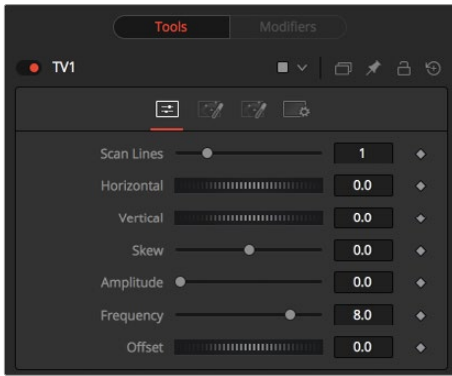 Tools Modifiers
TV1
Scan Lines 1
Horizontal 0.0
Vertical 0.0
Skew 0.0
Amplitude 0.0
Frequency 8.0
Offset 0.0